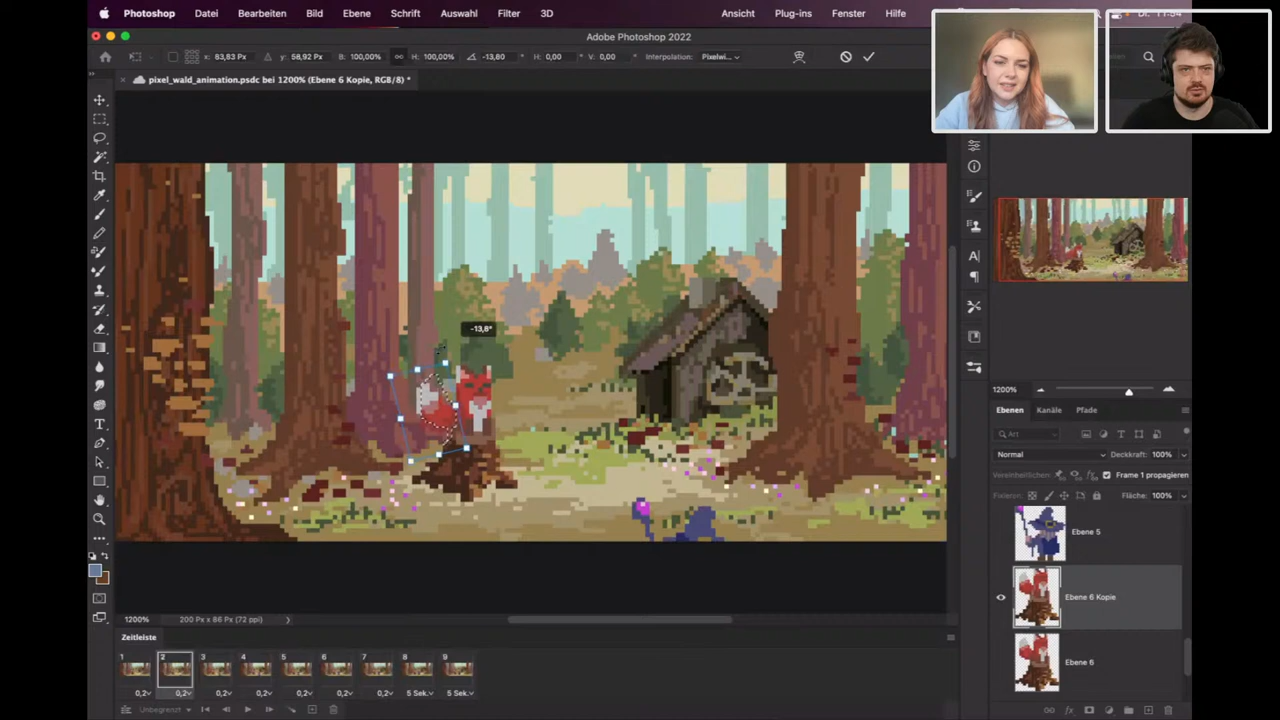 Photoshop Datei Bearbeiten Bild Ebene Schrift Auswahl Filter 3D Ansicht Plug-ins Fenster Hilfe
Adobe Photoshop 2022
x: 83,83 Px y: 58,92 Px B: 100,00% H: 100,00% -13,80 ° H: 0,00 ° V: 0,00 ° Interpolation: Pixelwi...
pixel_wald_animation.psdc bei 1200% (Ebene 6 Kopie, RGB/8) *
-13,8°
1200%
Ebenen Kanäle Pfade
Art
Normal Deckkraft: 100%
Vereinheitlichen: Frame 1 propagieren
Fixieren: Fläche: 100%
Ebene 5
Ebene 6 Kopie
Ebene 6
1200% 200 Px x 86 Px (72 ppi)
Zeitleiste
1 2 3 4 5 6 7 8 9
0,2 0,2 0,2 0,2 0,2 0,2 0,2 5 Sek. 5 Sek.
Unbegrenzt